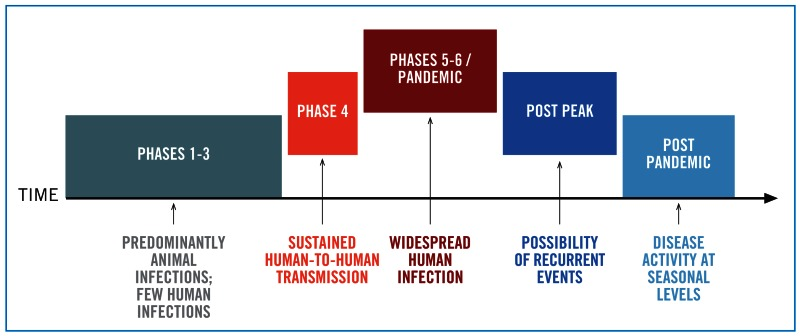 PHASES 5-6 /
PANDEMIC
PHASE 4
POST PEAK
PHASES 1-3
POST
PANDEMIC
TIME
PREDOMINANTLY
ANIMAL
INFECTIONS;
FEW HUMAN
INFECTIONS
SUSTAINED
HUMAN-TO-HUMAN
TRANSMISSION
WIDESPREAD
HUMAN
INFECTION
POSSIBILITY
OF RECURRENT
EVENTS
DISEASE
ACTIVITY AT
SEASONAL
LEVELS